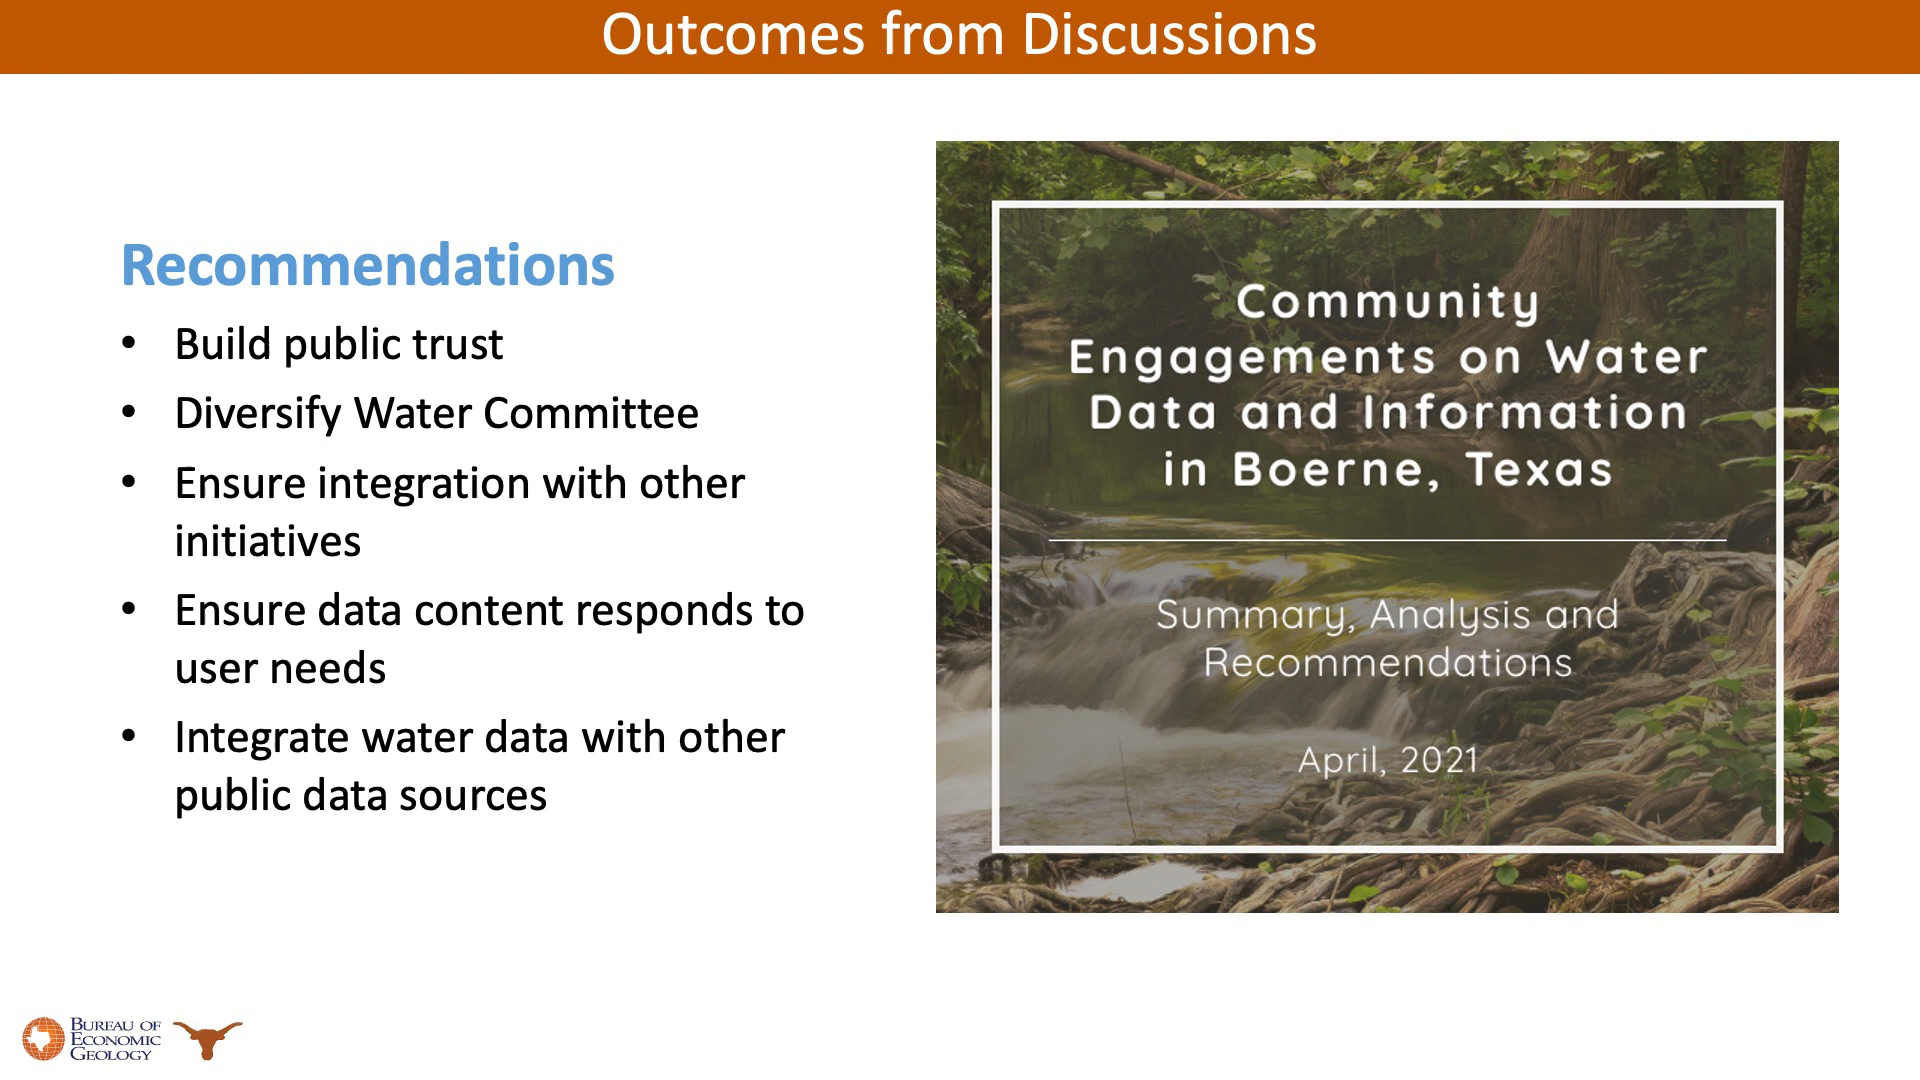 Outcomes from Discussions
Recommendations
• Build public trust
• Diversify Water Committee
• Ensure integration with other
initiatives
• Ensure data content responds to
user needs
• Integrate water data with other
public data sources
Community
Engagements on Water
Data and Information
in Boerne, Texas
Summary, Analysis and
Recommendations
April, 2021
BUREAU OF
ECONOMIC
GEOLOGY